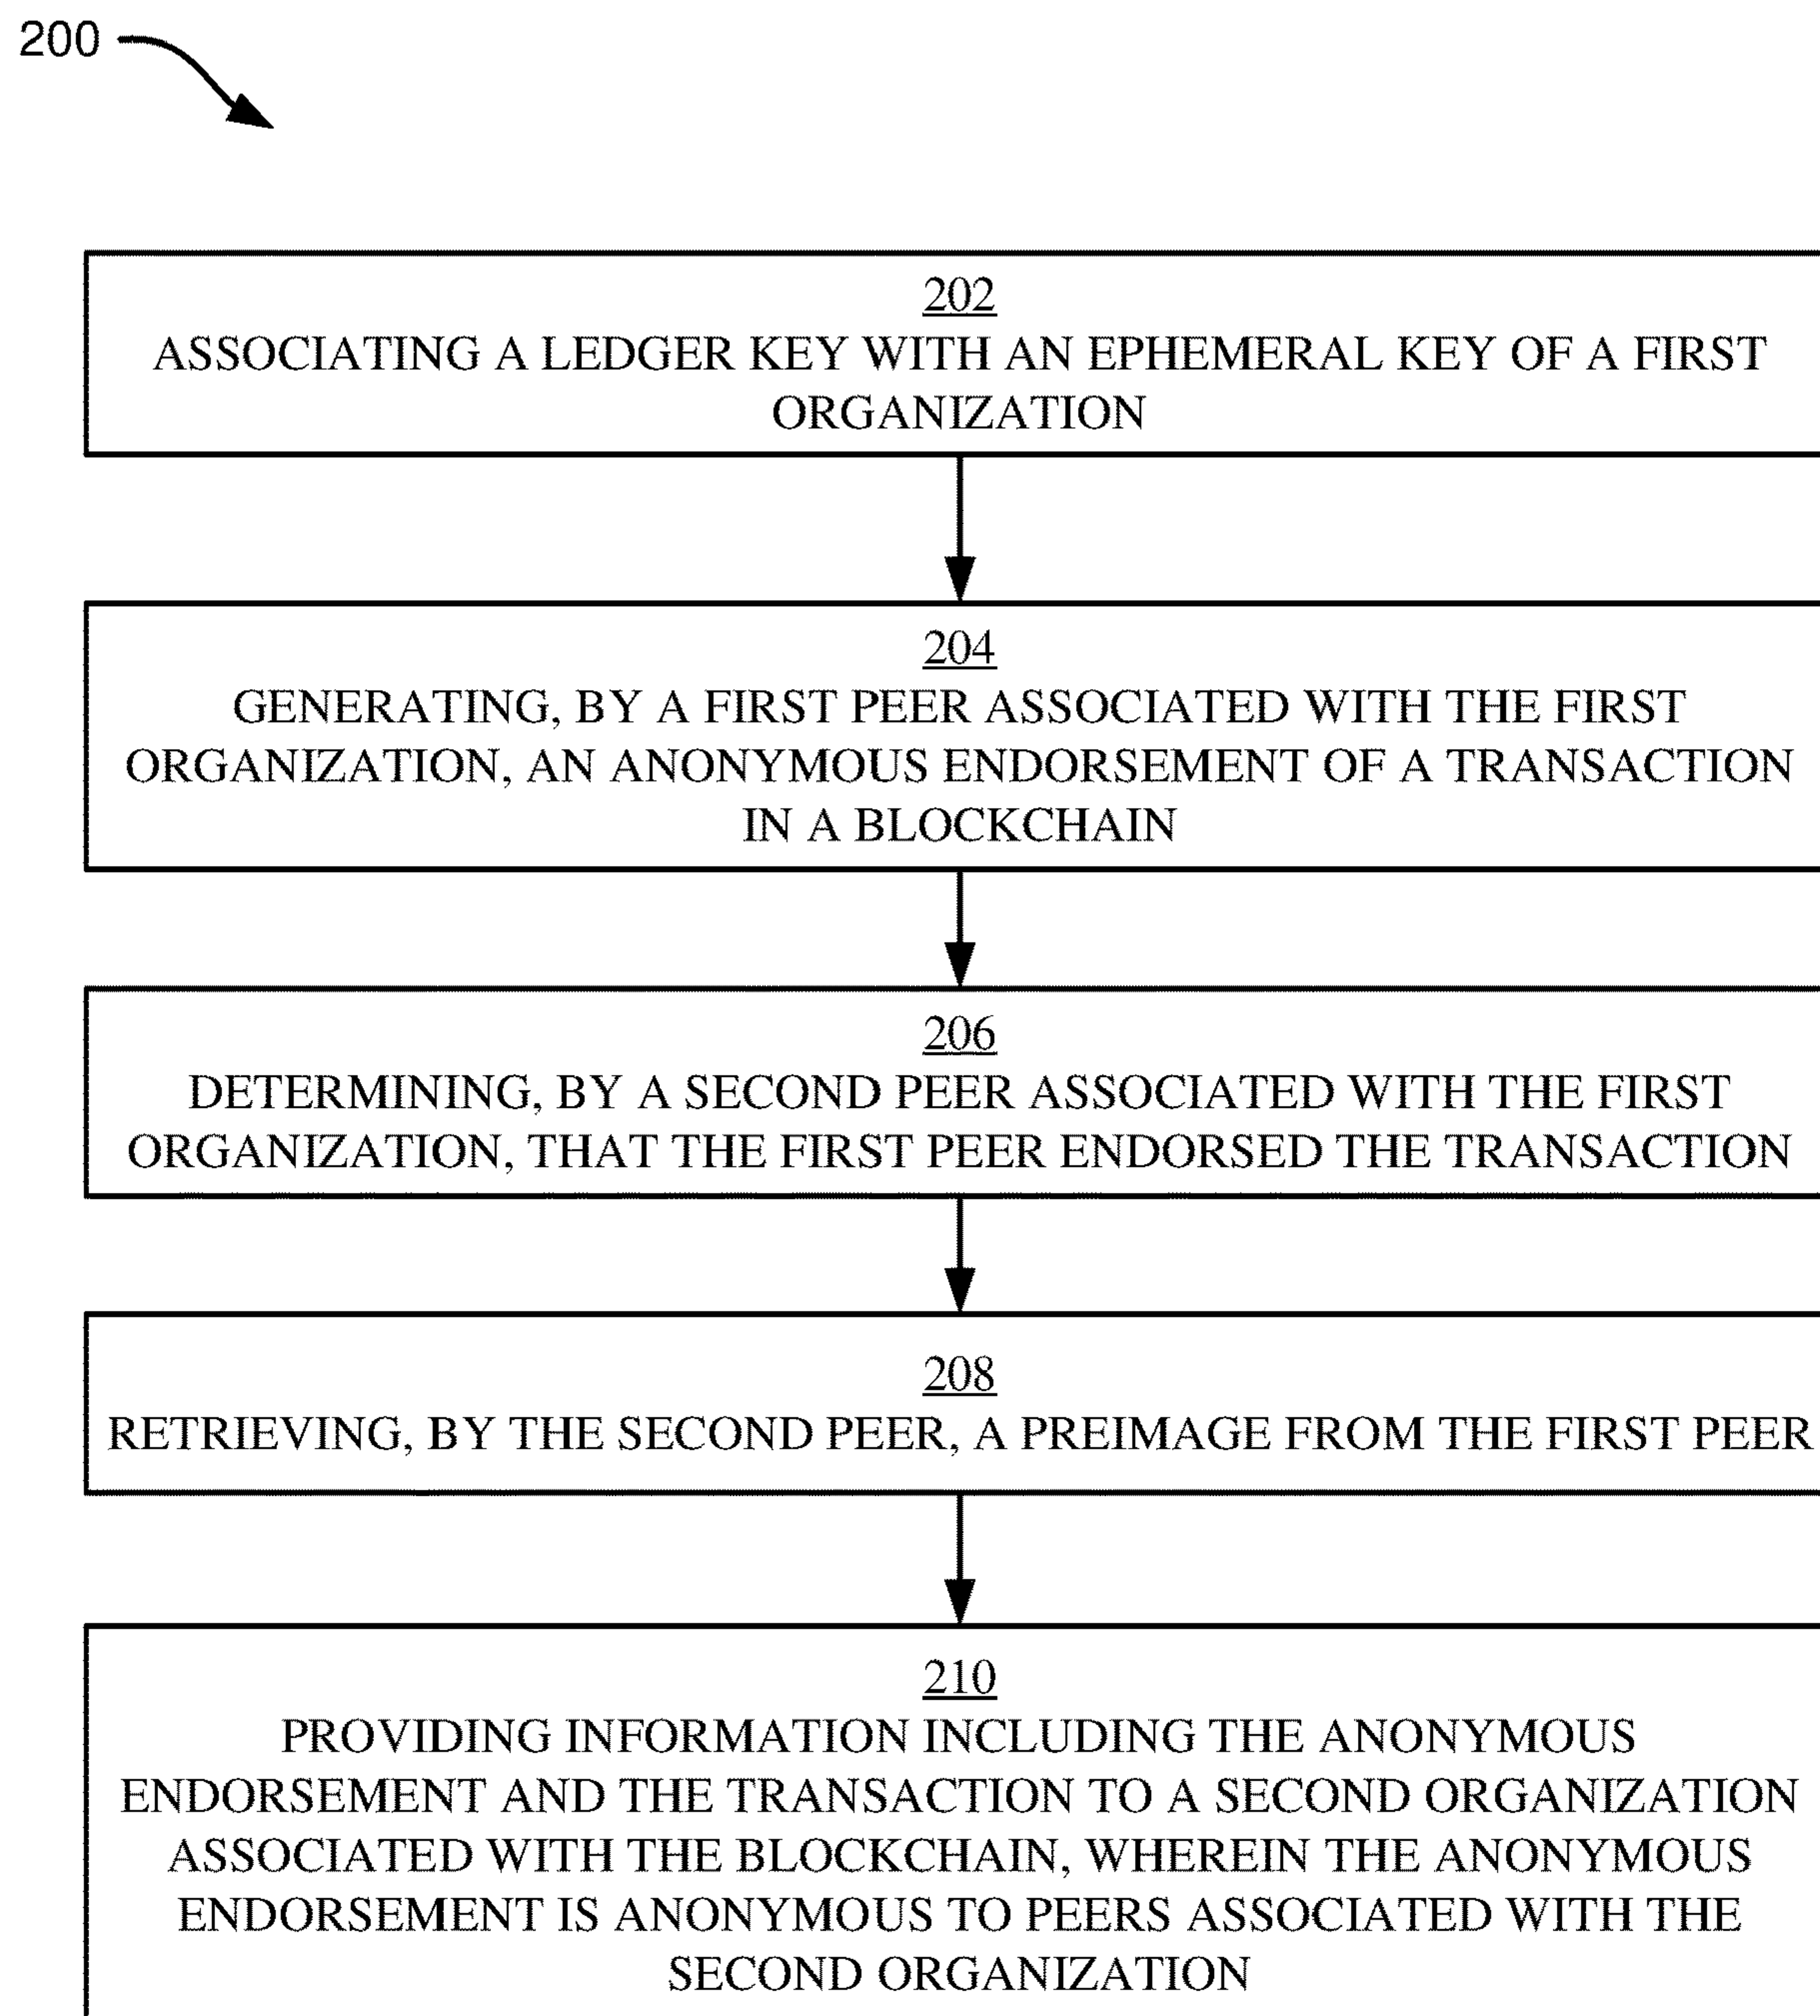 200
202
ASSOCIATING A LEDGER KEY WITH AN EPHEMERAL KEY OF A FIRST
ORGANIZATION
204
GENERATING, BY A FIRST PEER ASSOCIATED WITH THE FIRST
ORGANIZATION, AN ANONYMOUS ENDORSEMENT OF A TRANSACTION
IN A BLOCKCHAIN
206
DETERMINING, BY A SECOND PEER ASSOCIATED WITH THE FIRST
ORGANIZATION, THAT THE FIRST PEER ENDORSED THE TRANSACTION
208
RETRIEVING, BY THE SECOND PEER, A PREIMAGE FROM THE FIRST PEER
210
PROVIDING INFORMATION INCLUDING THE ANONYMOUS
ENDORSEMENT AND THE TRANSACTION TO A SECOND ORGANIZATION
ASSOCIATED WITH THE BLOCKCHAIN, WHEREIN THE ANONYMOUS
ENDORSEMENT IS ANONYMOUS TO PEERS ASSOCIATED WITH THE
SECOND ORGANIZATION